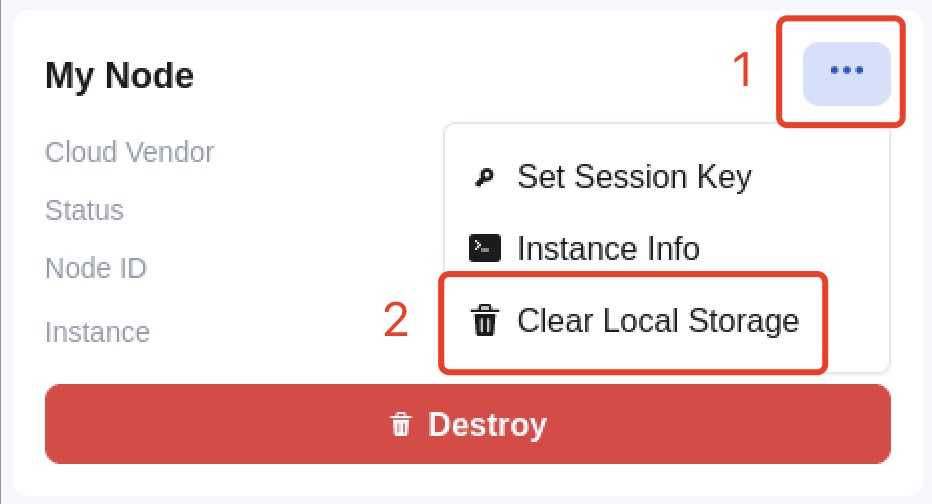 My Node
1
•••
Cloud Vendor
Status
Node ID
Instance
Set Session Key
Instance Info
2
Clear Local Storage
Destroy